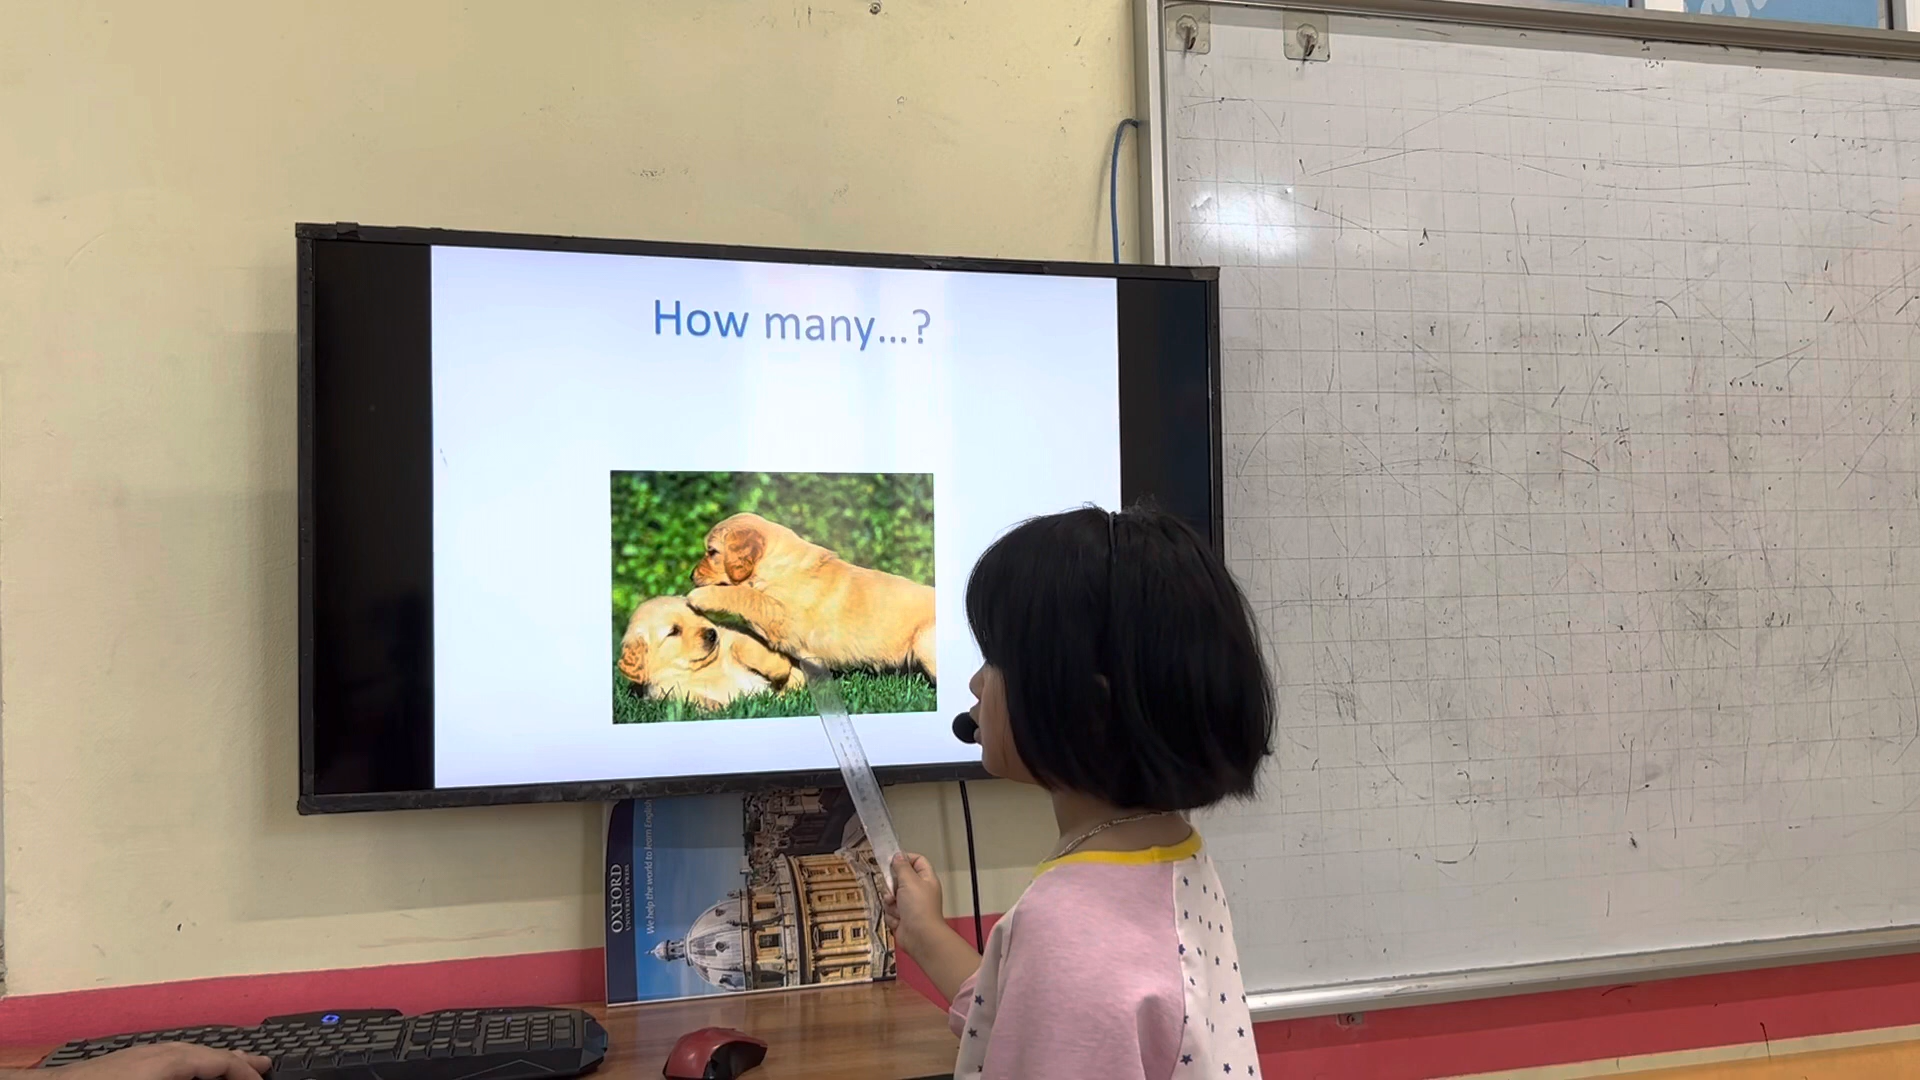 How many...?
OXFORD
UNIVERSITY PRESS
We help the world to learn English